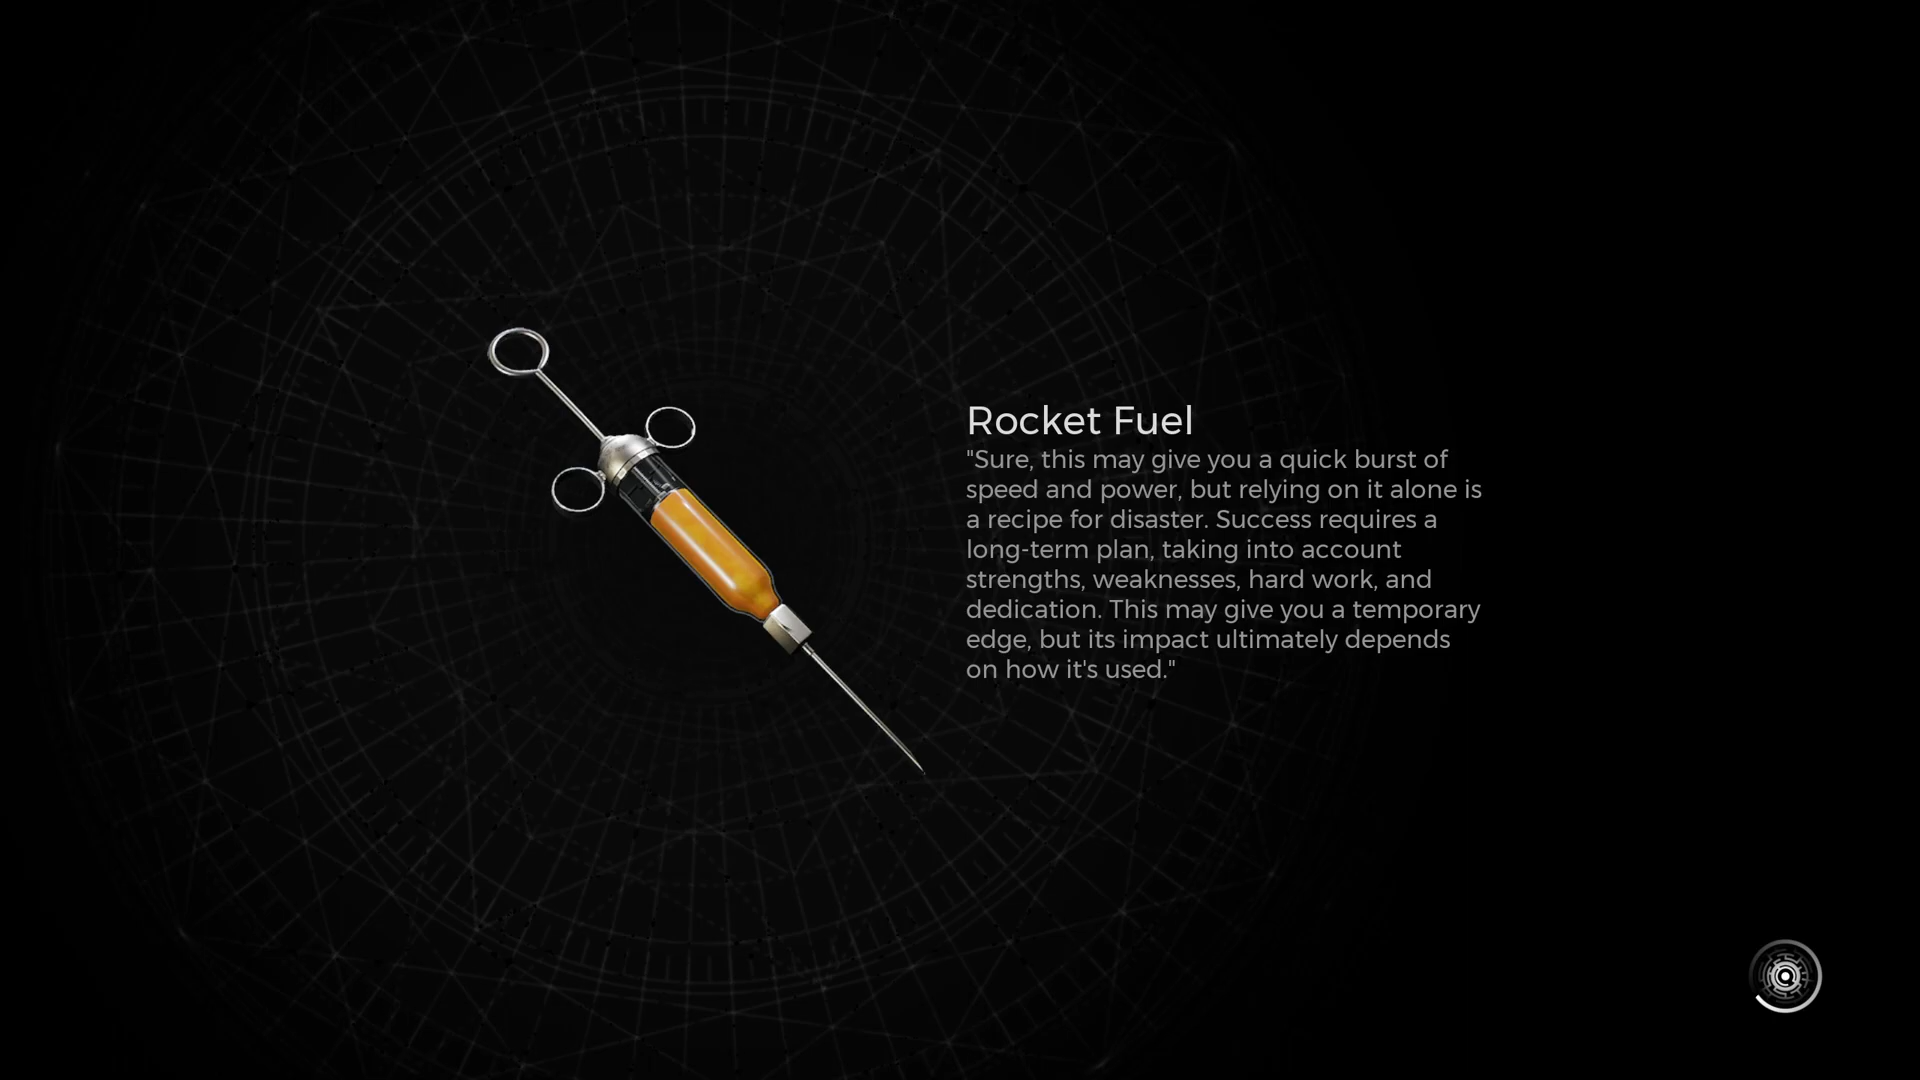 Rocket Fuel
"Sure, this may give you a quick burst of
speed and power, but relying on it alone is
a recipe for disaster. Success requires a
long-term plan, taking into account
strengths, weaknesses, hard work, and
dedication. This may give you a temporary
edge, but its impact ultimately depends
on how it's used."